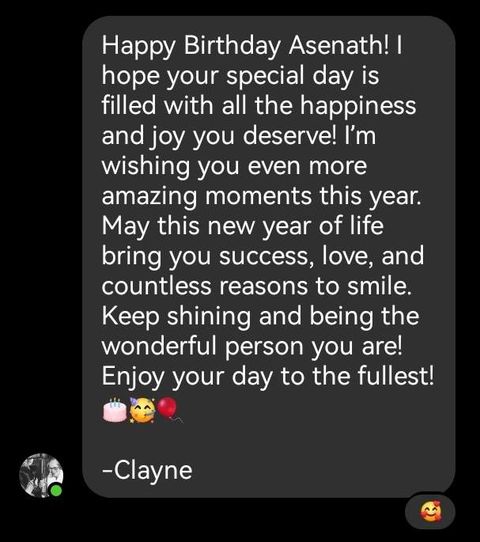 Happy Birthday Asenath! I
hope your special day is
filled with all the happiness
and joy you deserve! I'm
wishing you even more
amazing moments this year.
May this new year of life
bring you success, love, and
countless reasons to smile.
Keep shining and being the
wonderful person you are!
Enjoy your day to the fullest!
🎂🥳🎈
-Clayne
🥰